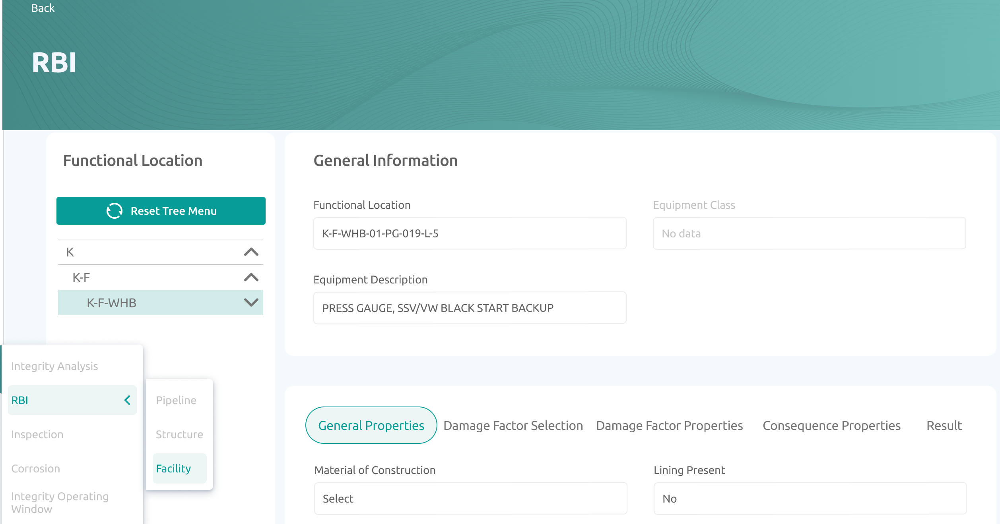 Back
RBI
Functional Location
Reset Tree Menu
K
K-F
K-F-WHB
General Information
Functional Location
K-F-WHB-01-PG-019-L-5
Equipment Class
No data
Equipment Description
PRESS GAUGE, SSV/VW BLACK START BACKUP
Integrity Analysis
RBI
Inspection
Corrosion
Integrity Operating
Window
Pipeline
Structure
Facility
General Properties
Damage Factor Selection
Damage Factor Properties
Consequence Properties
Result
Material of Construction
Select
Lining Present
No